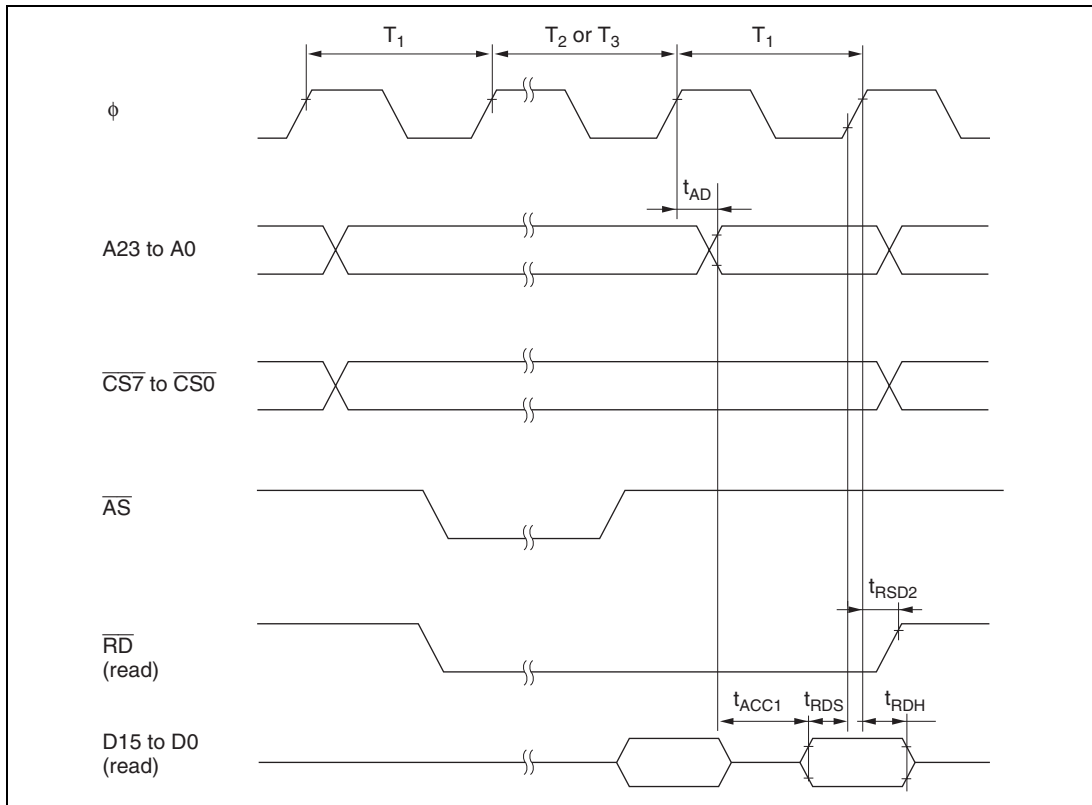 T1
T2 or T3
T1
φ
tAD
A23 to A0
CS7 to CS0
AS
tRSD2
RD
(read)
tACC1
tRDS
tRDH
D15 to D0
(read)